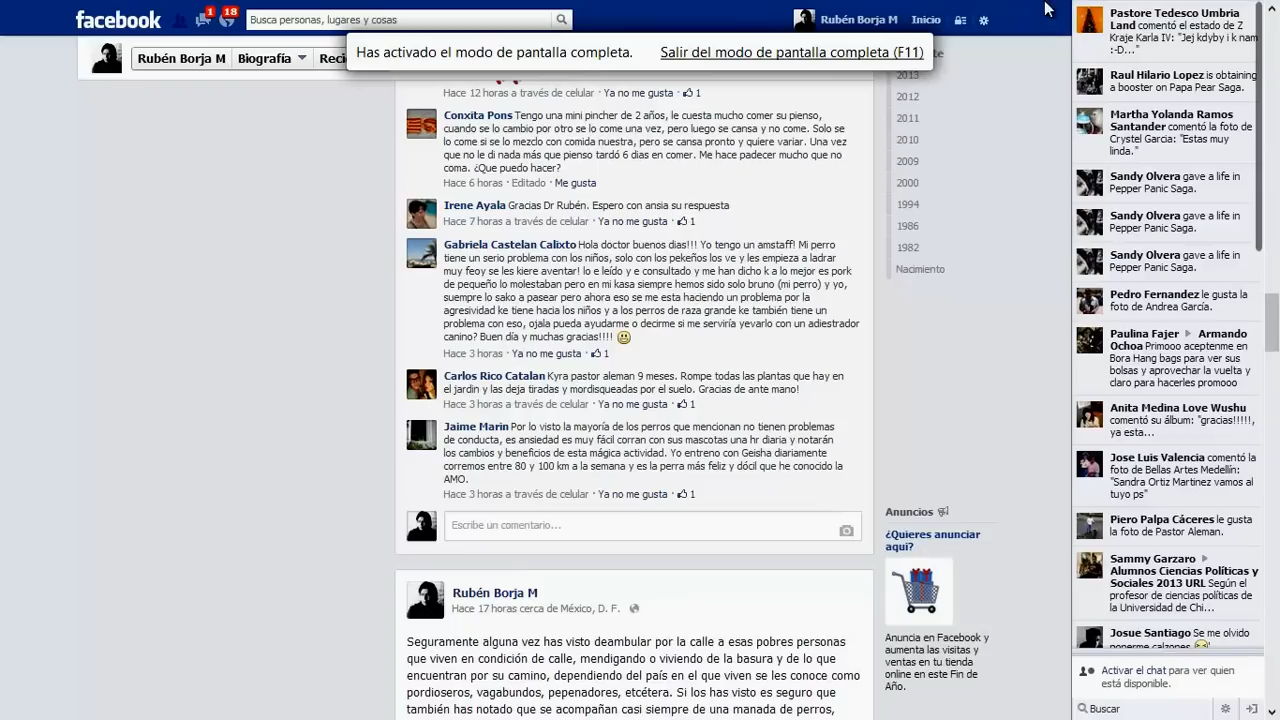 facebook
1
18
Busca personas, lugares y cosas
Rubén Borja M
Inicio
Rubén Borja M
Biografía
Has activado el modo de pantalla completa.
Salir del modo de pantalla completa (F11)
Hace 12 horas a través de celular · Ya no me gusta · 1
Conxita Pons Tengo una mini pincher de 2 años, le cuesta mucho comer su pienso,
cuando se lo cambio por otro se lo come una vez, pero luego se cansa y no come. Solo se
lo come si se lo mezclo con comida nuestra, pero se cansa pronto y quiere variar. Una vez
que no le di nada más que pienso tardó 6 dias en comer. Me hace padecer mucho que no
coma. ¿Que puedo hacer?
Hace 6 horas · Editado · Me gusta
Irene Ayala Gracias Dr Rubén. Espero con ansia su respuesta
Hace 7 horas a través de celular · Ya no me gusta · 1
Gabriela Castelan Calixto Hola doctor buenos dias!!! Yo tengo un amstaff! Mi perro
tiene un serio problema con los niños, solo con los pekeños los ve y les empieza a ladrar
muy feoy se les kiere aventar! lo e leído y e consultado y me han dicho k a lo mejor es pork
de pequeño lo molestaban pero en mi kasa siempre hemos sido solo bruno (mi perro) y yo,
suempre lo sako a pasear pero ahora eso se me esta haciendo un problema por la
agresividad ke tiene hacia los niños y a los perros de raza grande ke también tiene un
problema con eso, ojala pueda ayudarme o decirme si me serviría yevarlo con un adiestrador
canino? Buen día y muchas gracias!!!!
Hace 3 horas · Ya no me gusta · 1
Carlos Rico Catalan Kyra pastor aleman 9 meses. Rompe todas las plantas que hay en
el jardin y las deja tiradas y mordisqueadas por el suelo. Gracias de ante mano!
Hace 3 horas a través de celular · Ya no me gusta · 1
Jaime Marin Por lo visto la mayoría de los perros que mencionan no tienen problemas
de conducta, es ansiedad es muy fácil corran con sus mascotas una hr diaria y notarán
los cambios y beneficios de esta mágica actividad. Yo entreno con Geisha diariamente
corremos entre 80 y 100 km a la semana y es la perra más feliz y dócil que he conocido la
AMO.
Hace 3 horas a través de celular · Ya no me gusta · 1
Escribe un comentario...
Rubén Borja M
Hace 17 horas cerca de México, D. F.
Seguramente alguna vez has visto deambular por la calle a esas pobres personas
que viven en condición de calle, mendigando o viviendo de la basura y de lo que
encuentran por su camino, dependiendo del país en el que viven se les conoce como
pordioseros, vagabundos, pepenadores, etcétera. Si los has visto es seguro que
también has notado que se acompañan casi siempre de una manada de perros,
2013
2012
2011
2010
2009
2000
1994
1986
1982
Nacimiento
Anuncios
¿Quieres anunciar
aquí?
Anuncia en Facebook y
aumenta las visitas y
ventas en tu tienda
online en este Fin de
Año.
Pastore Tedesco Umbria
Land comentó el estado de Z
Kraje Karla IV: "Jej kdyby i k nam
:-D..."
Raul Hilario Lopez is obtaining
a booster on Papa Pear Saga.
Martha Yolanda Ramos
Santander comentó la foto de
Crystel Garcia: "Estas muy
linda."
Sandy Olvera gave a life in
Pepper Panic Saga.
Sandy Olvera gave a life in
Pepper Panic Saga.
Sandy Olvera gave a life in
Pepper Panic Saga.
Pedro Fernandez le gusta la
foto de Andrea García.
Paulina Fajer Armando
Ochoa Primooo aceptenme en
Bora Hang bags para ver sus
bolsas y aprovechar la vuelta y
claro para hacerles promooo
Anita Medina Love Wushu
comentó su álbum: "gracias!!!!!,
ya esta...
Jose Luis Valencia comentó la
foto de Bellas Artes Medellín:
"Sandra Ortiz Martinez vamos al
tuyo ps"
Piero Palpa Cáceres le gusta
la foto de Pastor Aleman.
Sammy Garzaro
Alumnos Ciencias Políticas y
Sociales 2013 URL Según el
profesor de ciencias políticas de
la Universidad de Chi...
Josue Santiago Se me olvido
ponerme calzones
Activar el chat para ver quien
está disponible.
Buscar